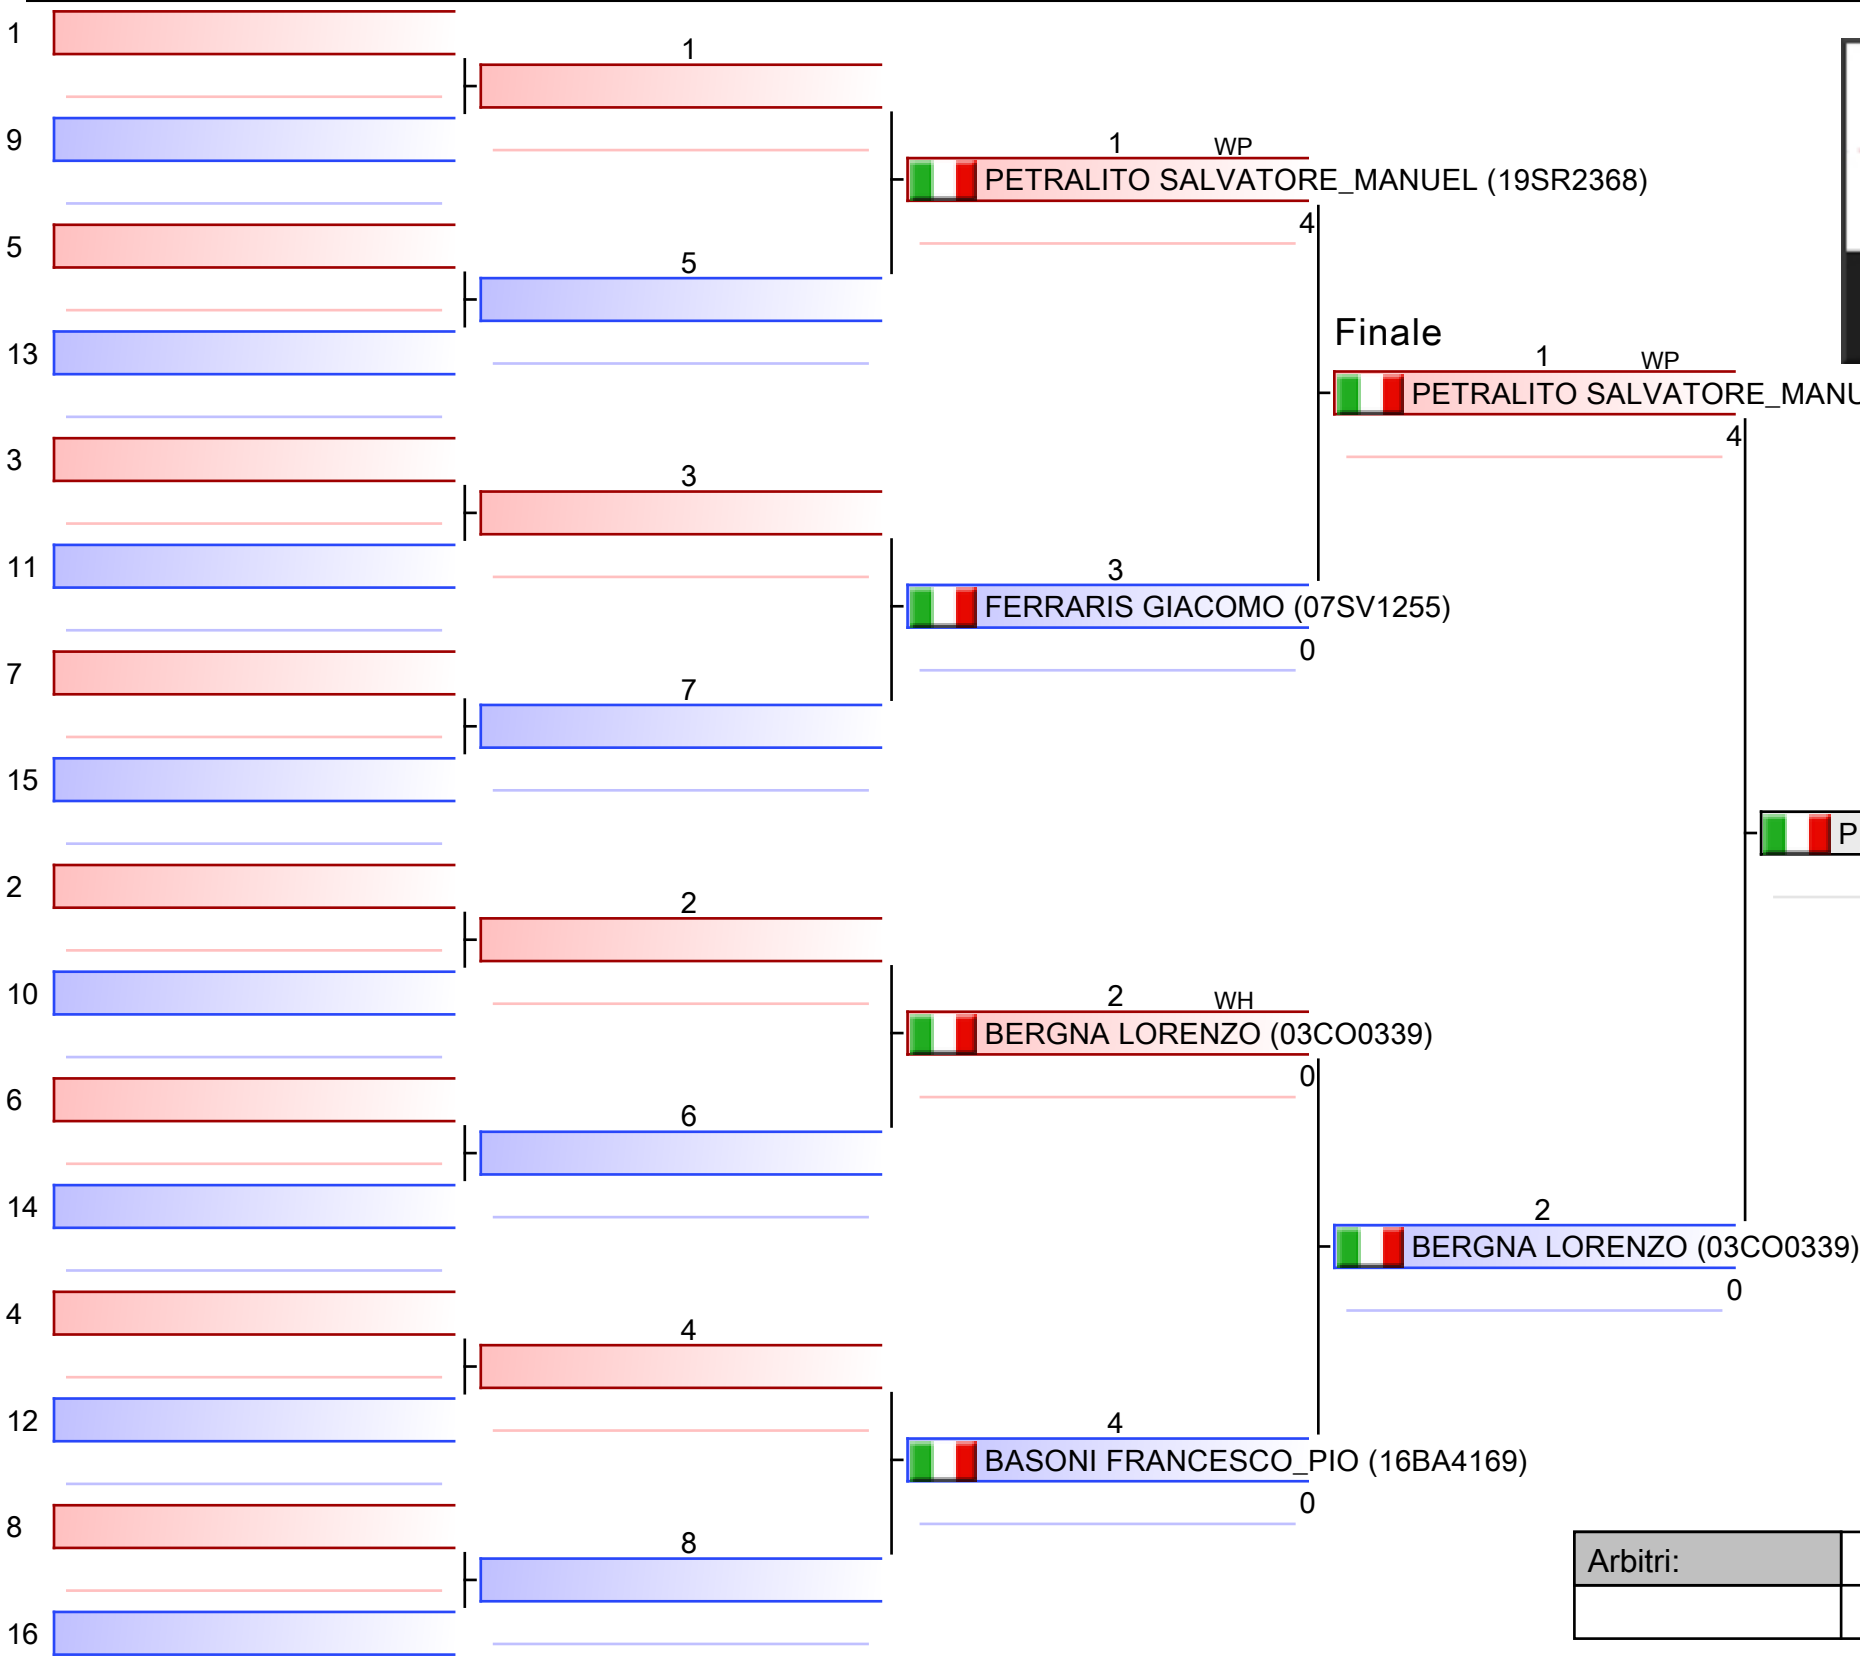 1
1
9
1 WP
PETRALITO SALVATORE_MANUEL (19SR2368)
4
5
5
13
Finale
1 WP
PETRALITO SALVATORE_MANU
4
3
3
11
3
FERRARIS GIACOMO (07SV1255)
0
7
7
15
P
2
2
10
2 WH
BERGNA LORENZO (03CO0339)
0
6
6
14
2
BERGNA LORENZO (03CO0339)
0
4
4
12
4
BASONI FRANCESCO_PIO (16BA4169)
0
8
8
Arbitri:
16